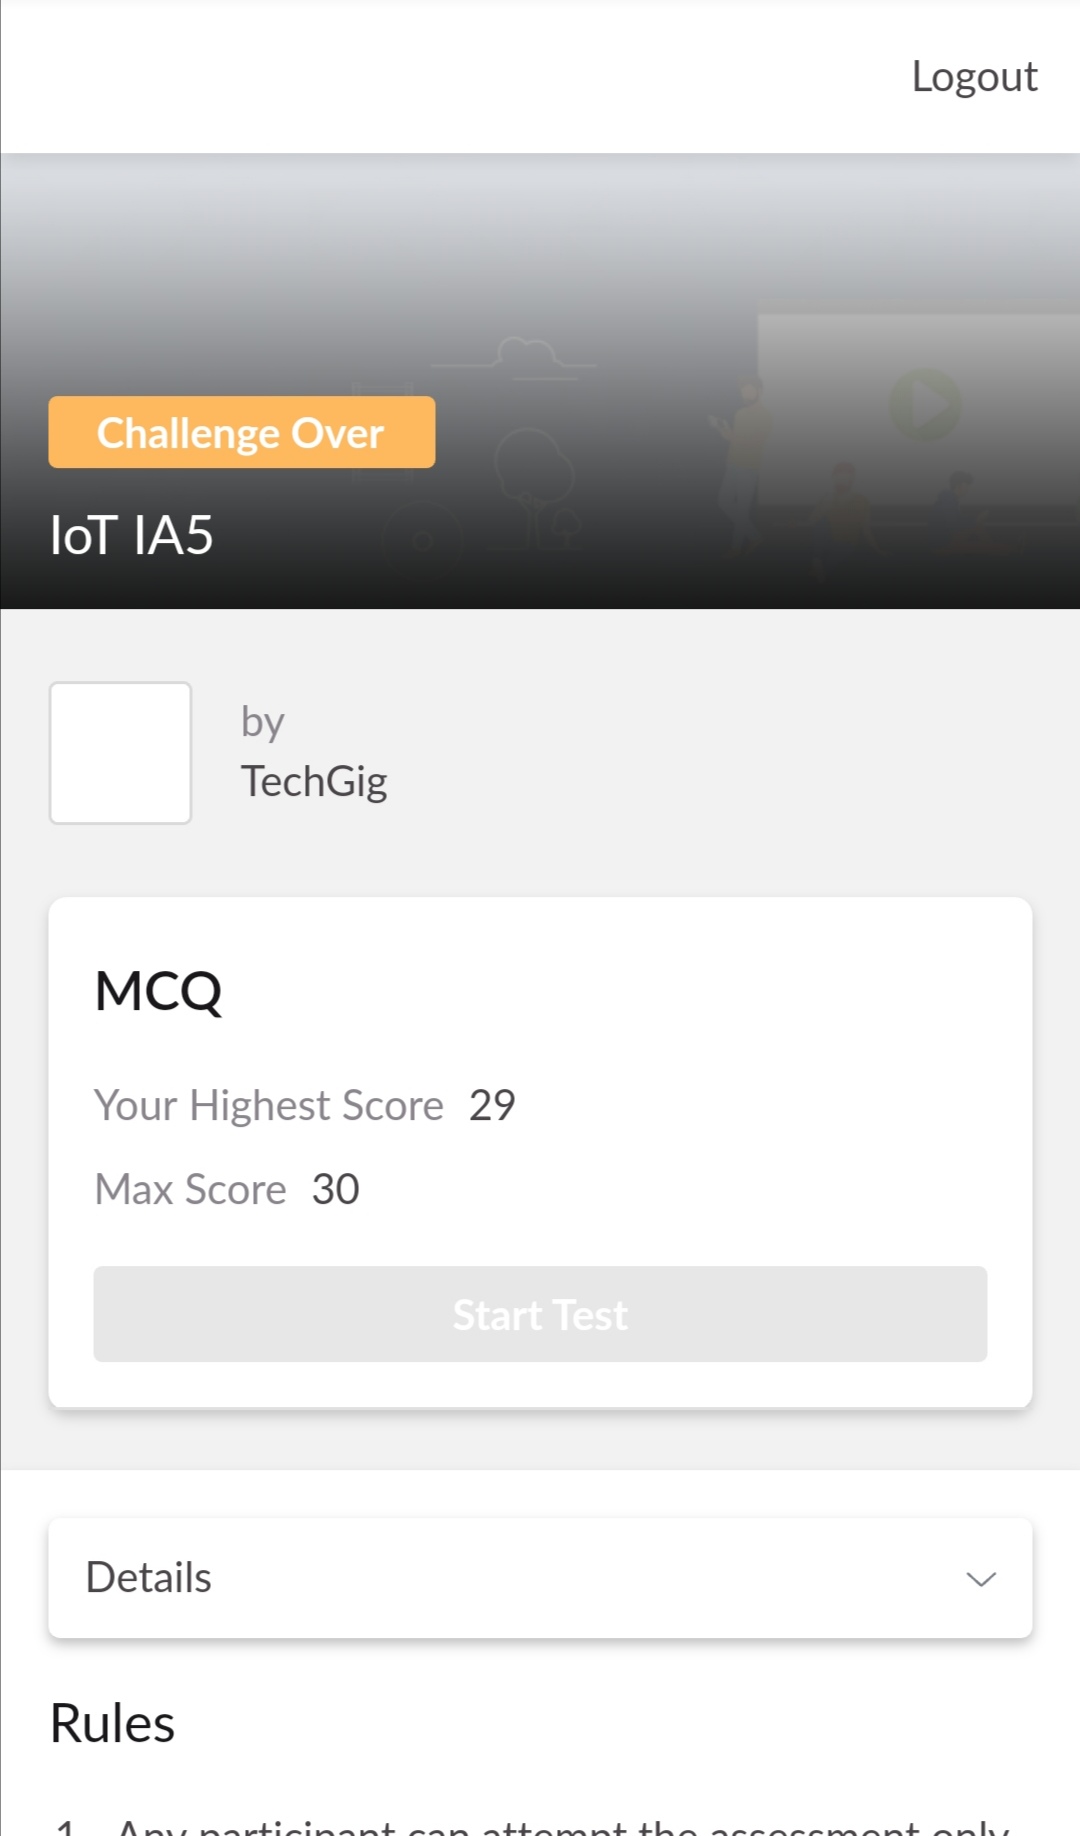 Logout
Challenge Over
IoT IA5
by
TechGig
MCQ
Your Highest Score 29
Max Score 30
Start Test
Details
Rules
1. Any participant can attempt the assessment only